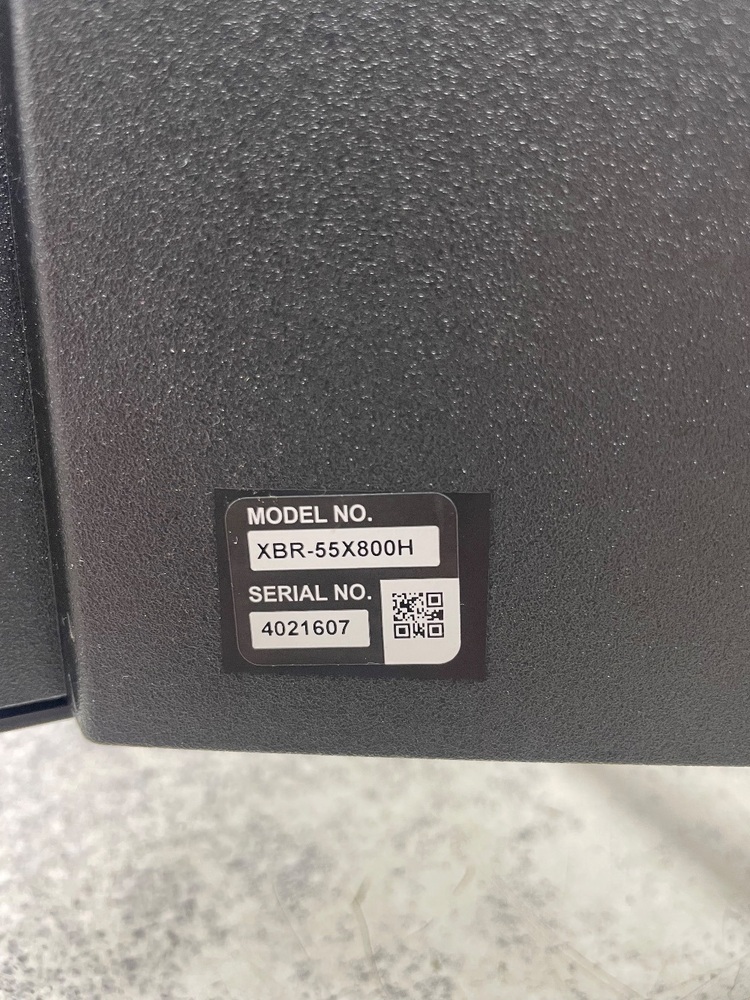 MODEL NO.
XBR-55X800H
SERIAL NO.
4021607